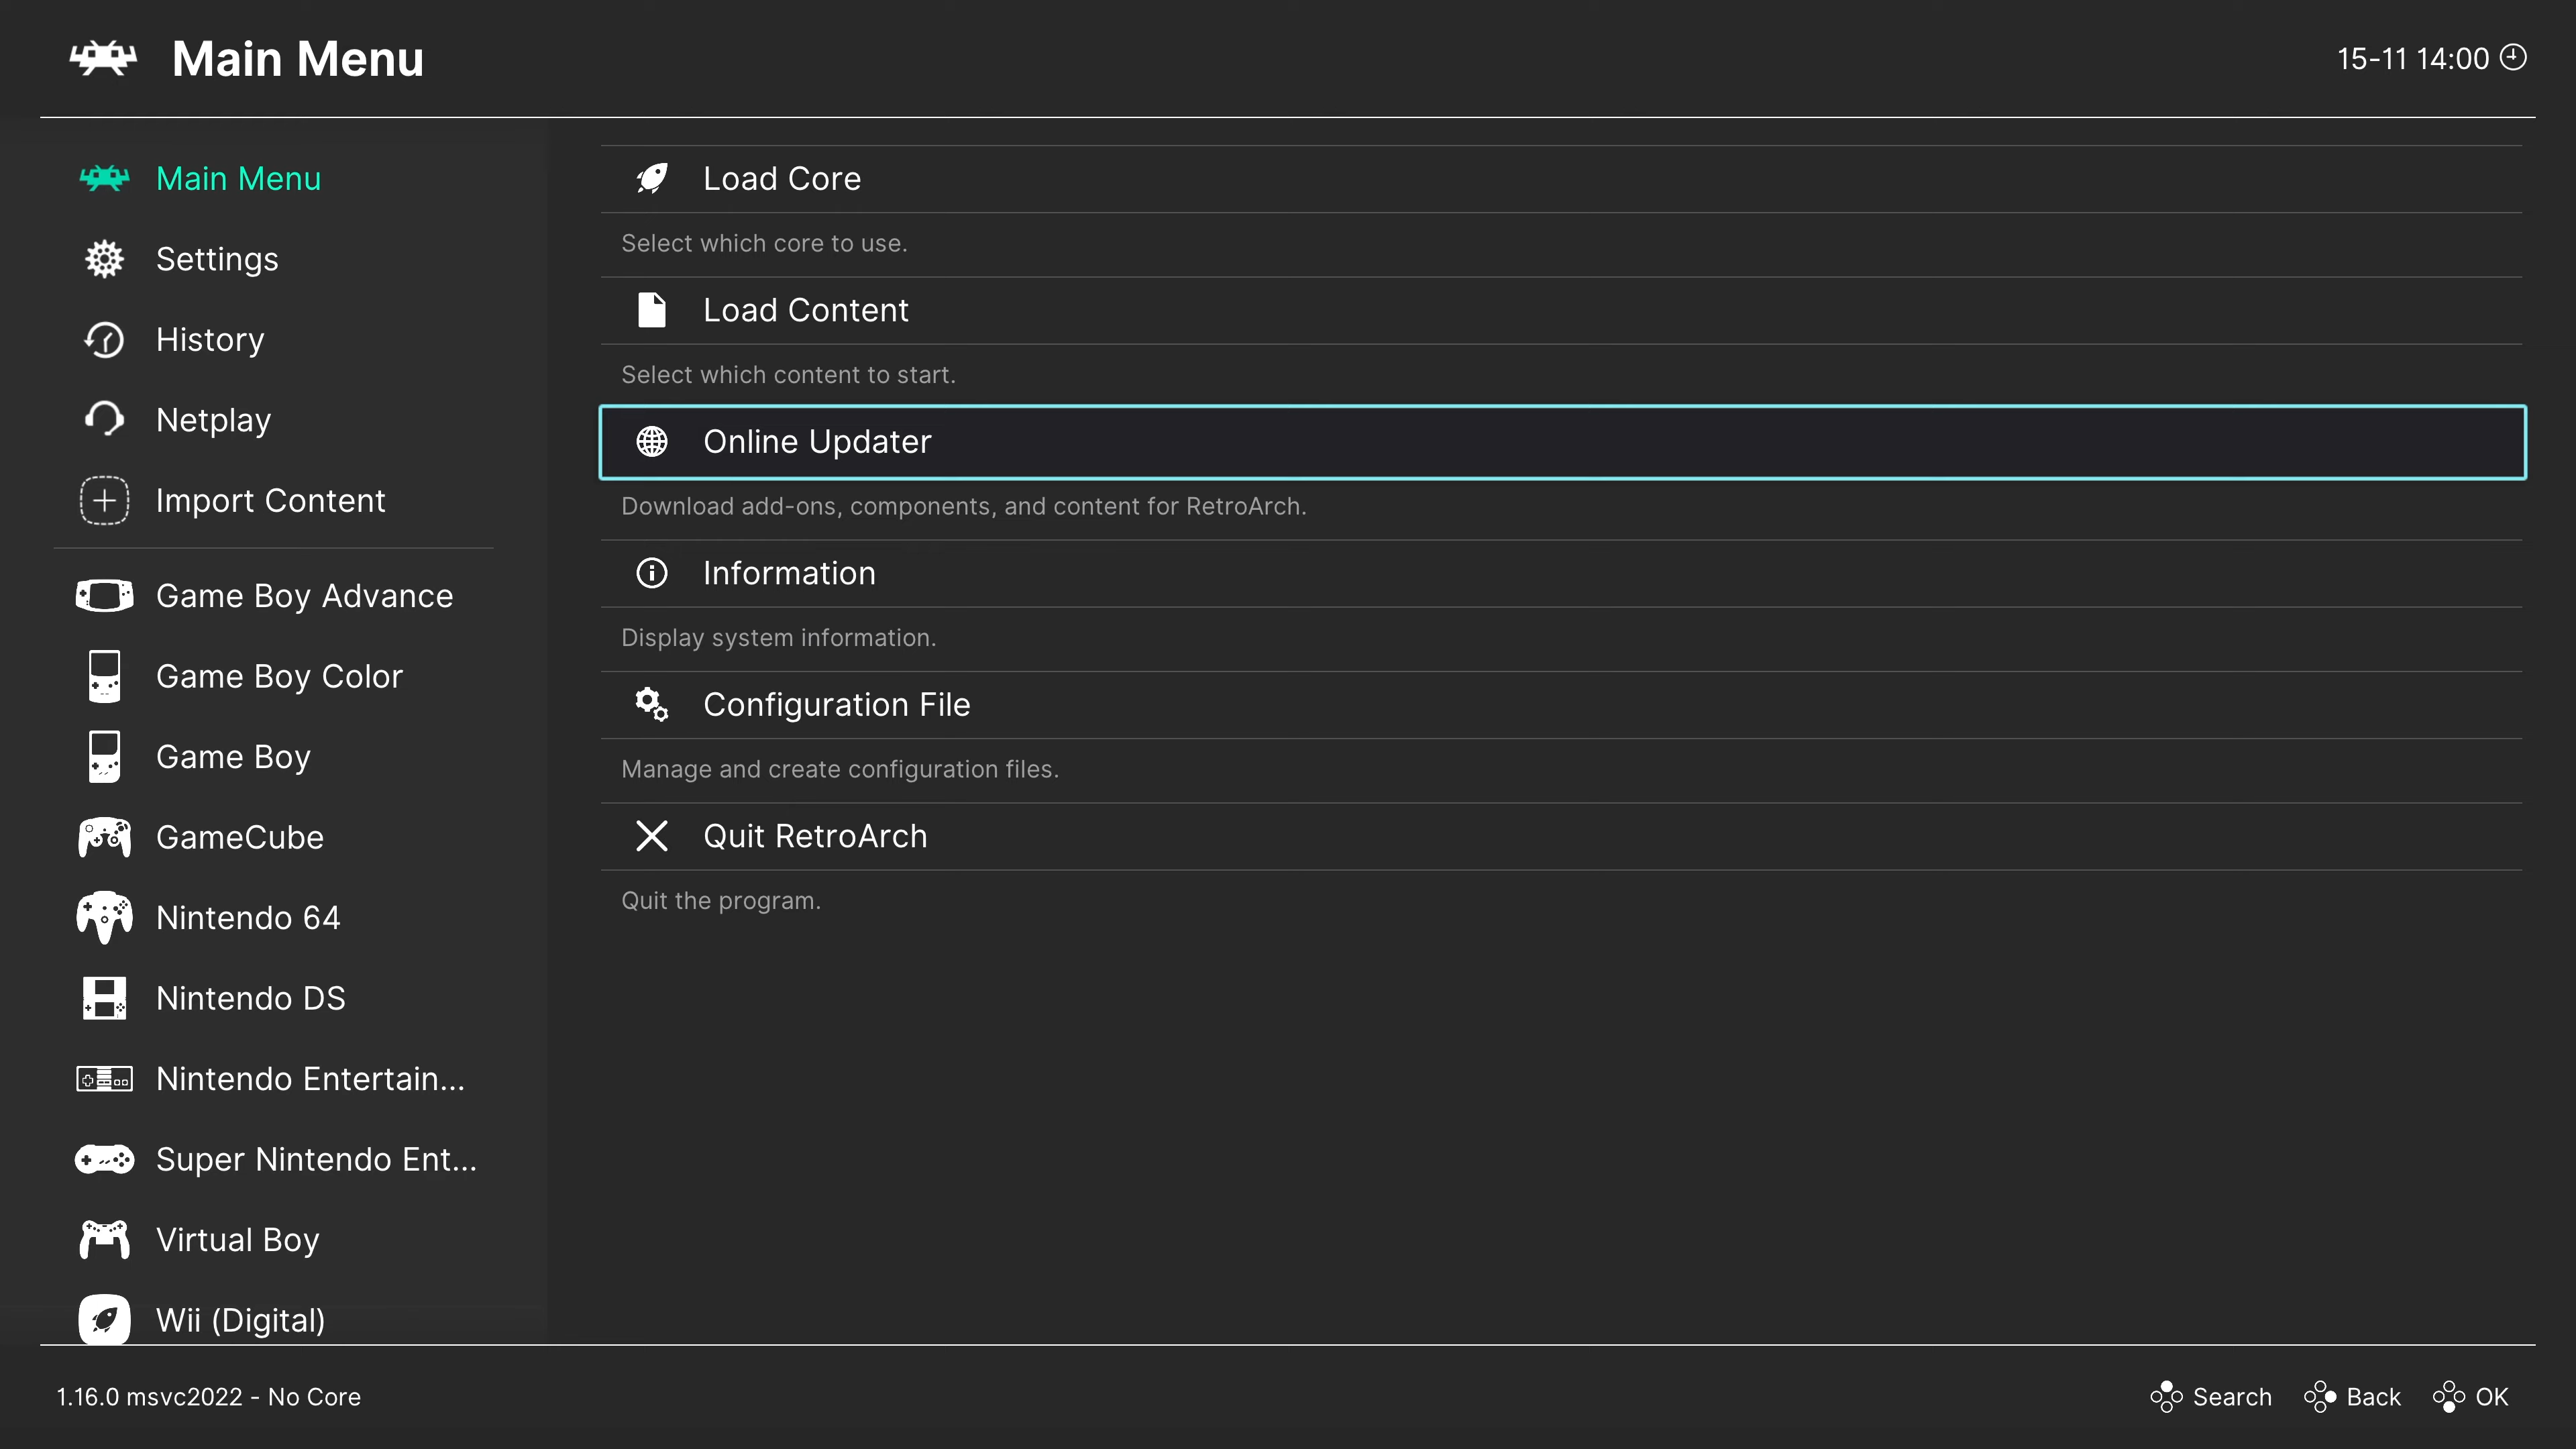 Main Menu
15-11 14:00
Main Menu
Settings
History
Netplay
Import Content
Game Boy Advance
Game Boy Color
Game Boy
GameCube
Nintendo 64
Nintendo DS
Nintendo Entertain...
Super Nintendo Ent...
Virtual Boy
Wii (Digital)
Load Core
Select which core to use.
Load Content
Select which content to start.
Online Updater
Download add-ons, components, and content for RetroArch.
Information
Display system information.
Configuration File
Manage and create configuration files.
Quit RetroArch
Quit the program.
1.16.0 msvc2022 - No Core
Search
Back
OK